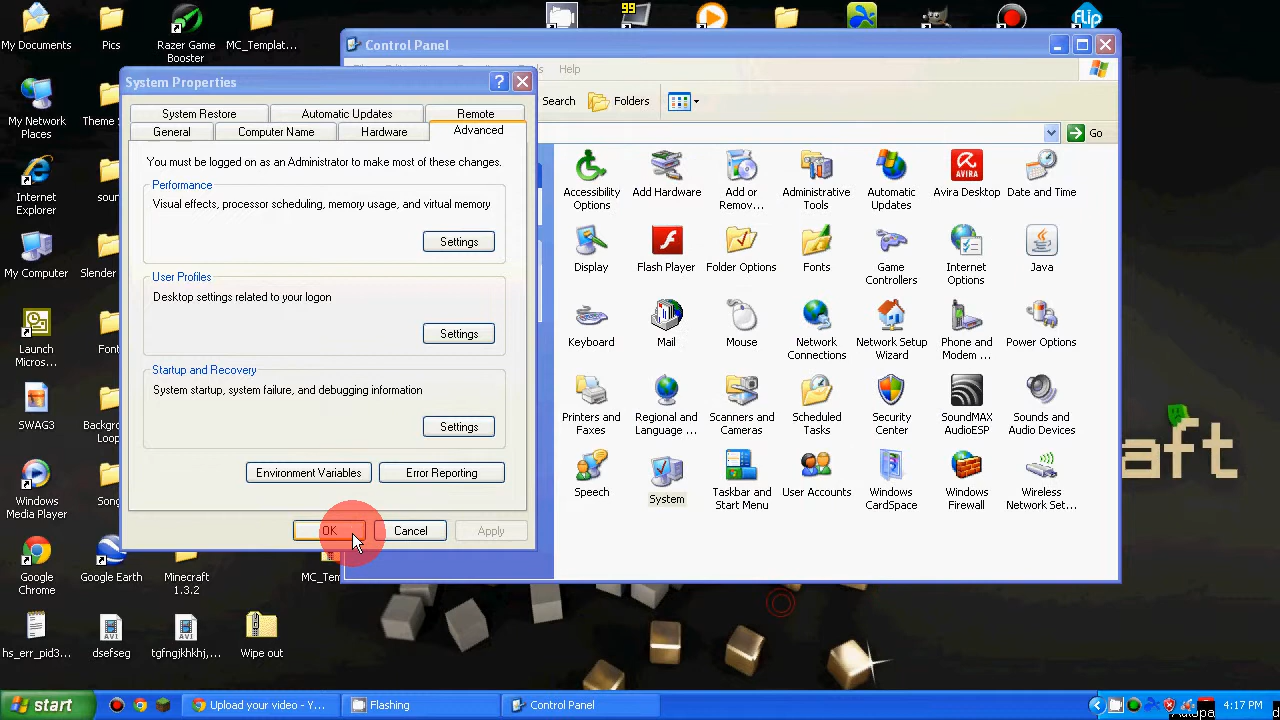 My Documents
Pics
Razer Game
Booster
MC_Templat...
99
flip
Control Panel
Help
Search
Folders
Go
System Properties
System Restore
Automatic Updates
Remote
General
Computer Name
Hardware
Advanced
You must be logged on as an Administrator to make most of these changes.
Performance
Visual effects, processor scheduling, memory usage, and virtual memory
Settings
User Profiles
Desktop settings related to your logon
Settings
Startup and Recovery
System startup, system failure, and debugging information
Settings
Environment Variables
Error Reporting
OK
Cancel
Apply
Accessibility
Options
Add Hardware
Add or
Remov...
Administrative
Tools
Automatic
Updates
Avira Desktop
AVIRA
Date and Time
Display
Flash Player
Folder Options
Fonts
Game
Controllers
Internet
Options
Java
Keyboard
Mail
Mouse
Network
Connections
Network Setup
Wizard
Phone and
Modem ...
Power Options
Printers and
Faxes
Regional and
Language ...
Scanners and
Cameras
Scheduled
Tasks
Security
Center
SoundMAX
AudioESP
Sounds and
Audio Devices
Speech
System
Taskbar and
Start Menu
User Accounts
Windows
CardSpace
Windows
Firewall
Wireless
Network Set...
My Network
Places
Theme S
Internet
Explorer
soun
My Computer
Slender
Launch
Micros...
Font
SWAG3
Backgro
Loop
Windows
Media Player
Song
Google
Chrome
Google Earth
Minecraft
1.3.2
MC_Tem
hs_err_pid3...
dsefseg
tgfngjkhkhj,...
Wipe out
aft
start
Upload your video - Y...
Flashing
Control Panel
4:17 PM